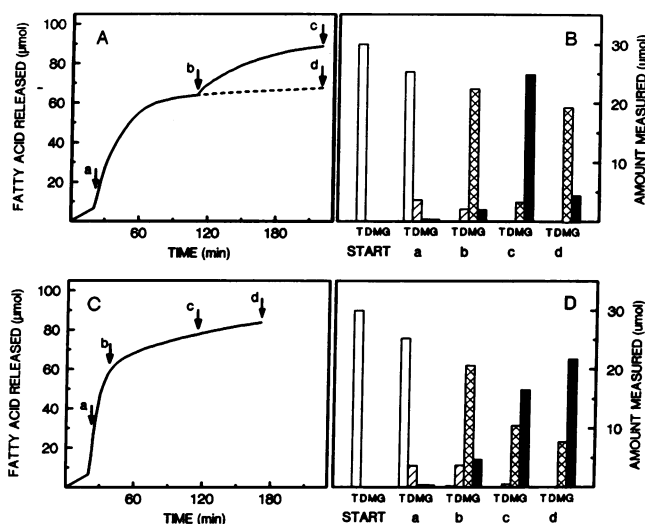 A
FATTY ACID RELEASED (μmol)
100
80
60
40
20
a
b
c
d
60
120
180
TIME (min)
B
AMOUNT MEASURED (μmol)
30
20
10
TDMG TDMG TDMG TDMG TDMG
START a b c d
C
FATTY ACID RELEASED (μmol)
100
80
60
40
20
a
b
c
d
60
120
180
TIME (min)
D
AMOUNT MEASURED (umol)
30
20
10
TDMG TDMG TDMG TDMG TDMG
START a b c d